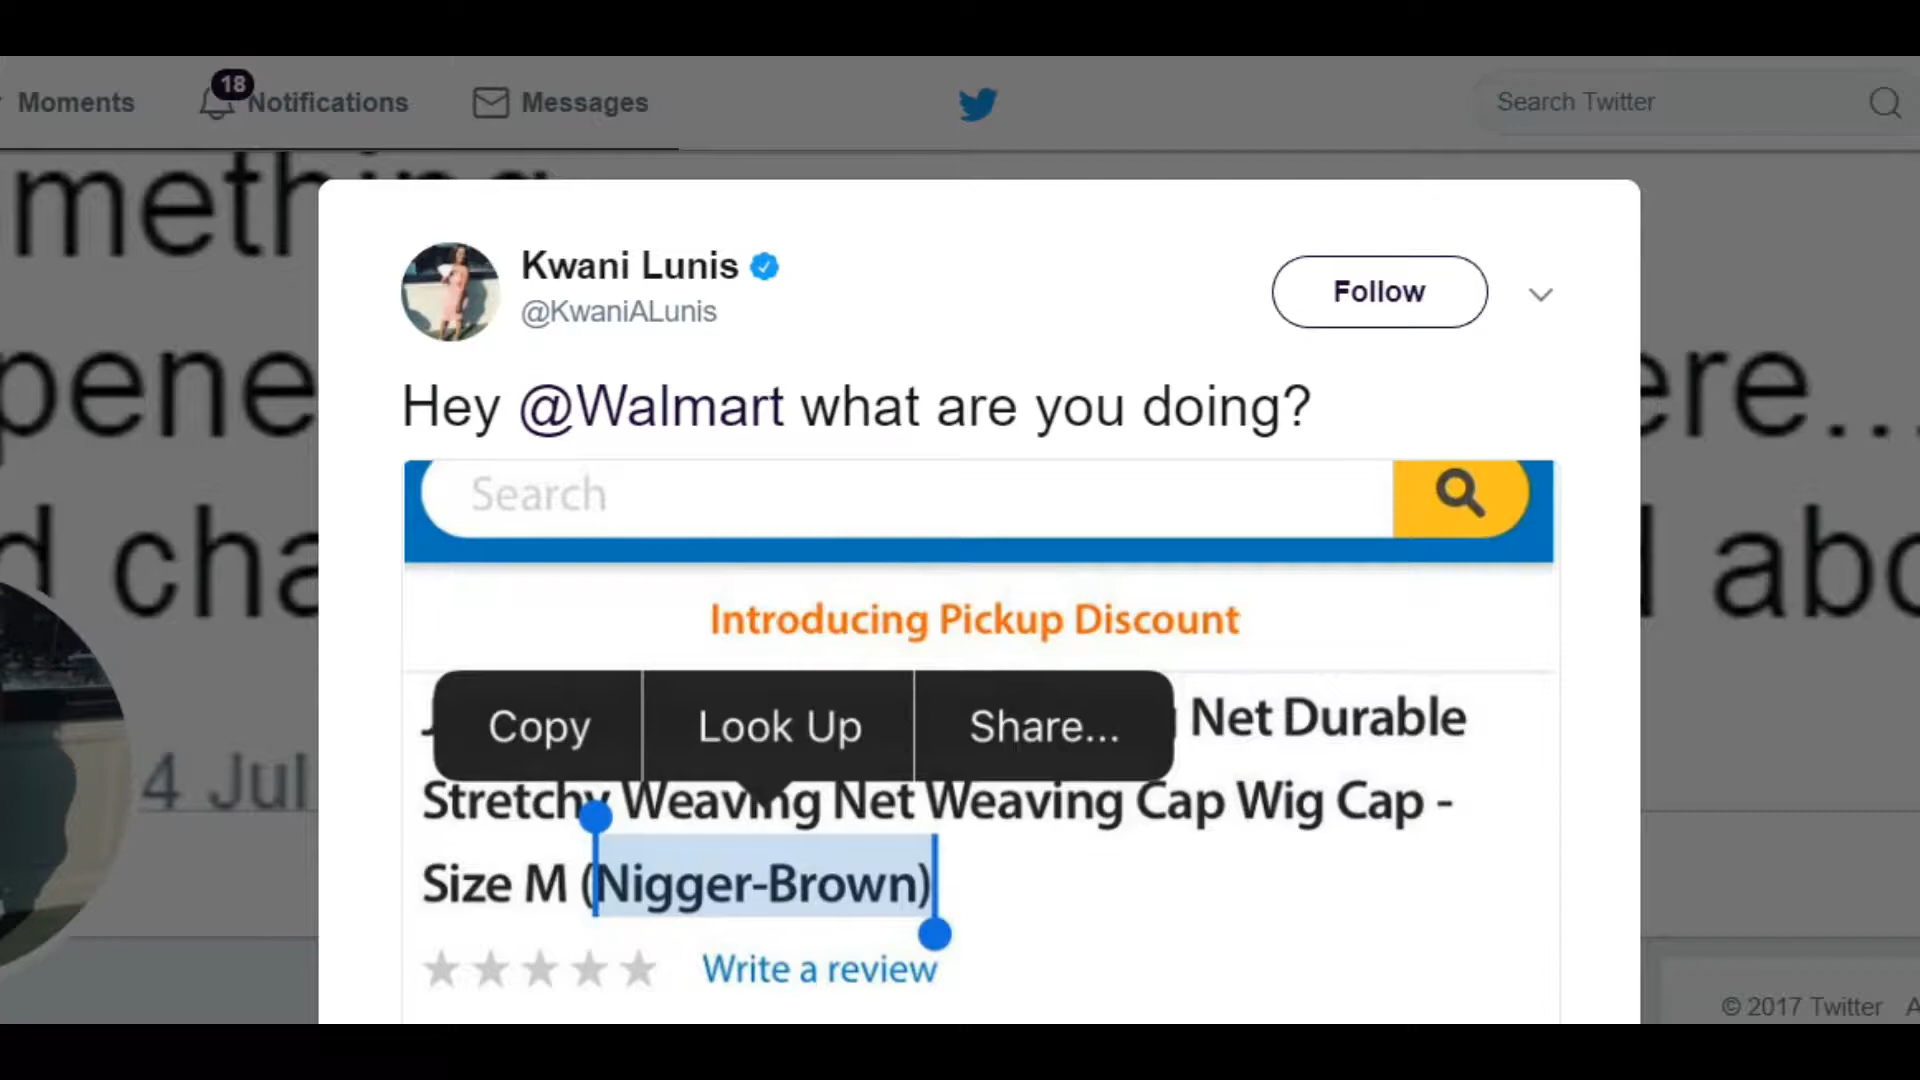 Moments
18
Notifications
Messages
Search Twitter
mething
Kwani Lunis
@KwaniALunis
Follow
Hey @Walmart what are you doing?
pene
ere...
Search
d cha
abo
Introducing Pickup Discount
Copy
Look Up
Share...
Net Durable
4 Jul
Stretchy Weaving Net Weaving Cap Wig Cap -
Size M (Nigger-Brown)
Write a review
© 2017 Twitter